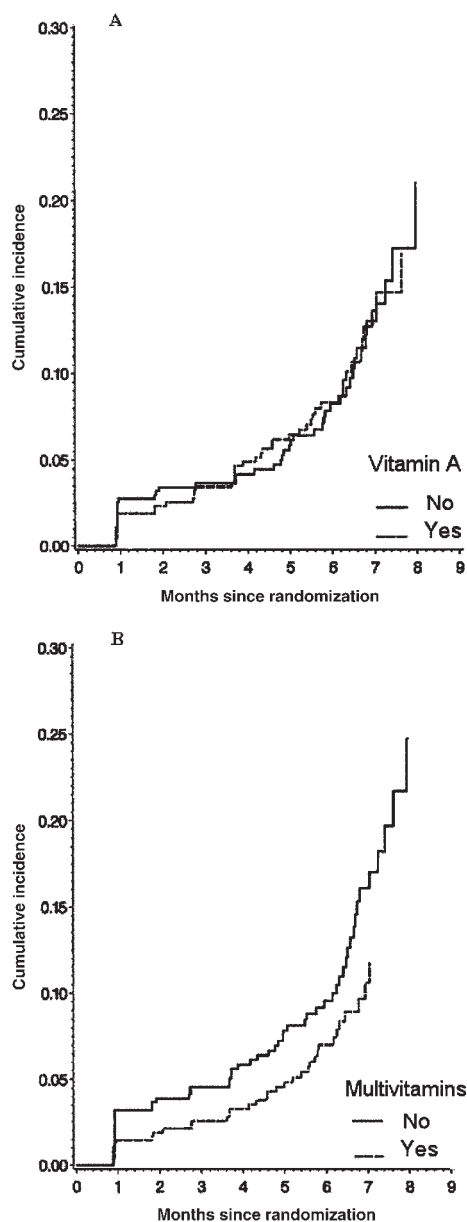 A
0.30
0.25
0.20
0.15
0.10
0.05
0.00
Cumulative incidence
Vitamin A
No
Yes
0 1 2 3 4 5 6 7 8 9
Months since randomization
B
0.30
0.25
0.20
0.15
0.10
0.05
0.00
Cumulative incidence
Multivitamins
No
Yes
0 1 2 3 4 5 6 7 8 9
Months since randomization